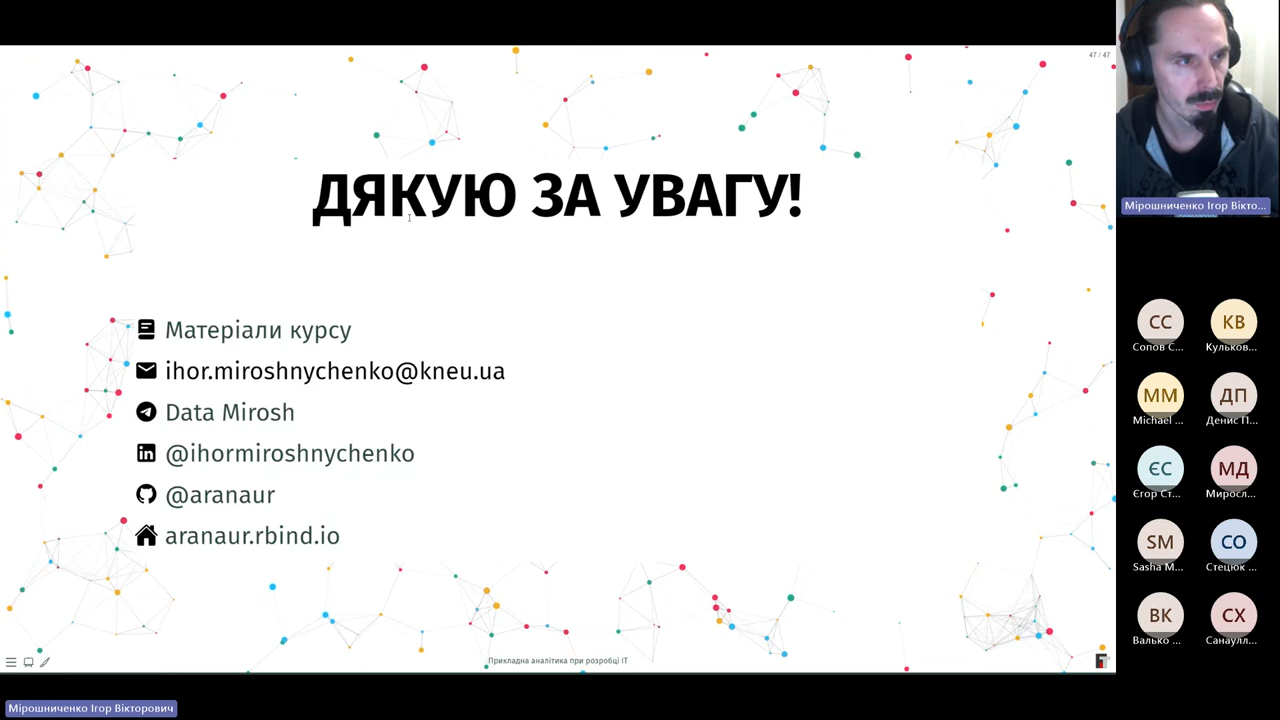 47 / 47
ДЯКУЮ ЗА УВАГУ!
Матеріали курсу
ihor.miroshnychenko@kneu.ua
Data Mirosh
@ihormiroshnychenko
@aranaur
aranaur.rbind.io
Прикладна аналітика при розробці ІТ
Мірошниченко Ігор Вікто...
СС
КВ
Сопов С...
Кульков...
ММ
ДП
Michael ...
Денис П...
ЄС
МД
Єгор Ст...
Миросл...
SM
СО
Sasha M...
Стецюк ...
ВК
СХ
Валько ...
Санаулл...
Мірошниченко Ігор Вікторович